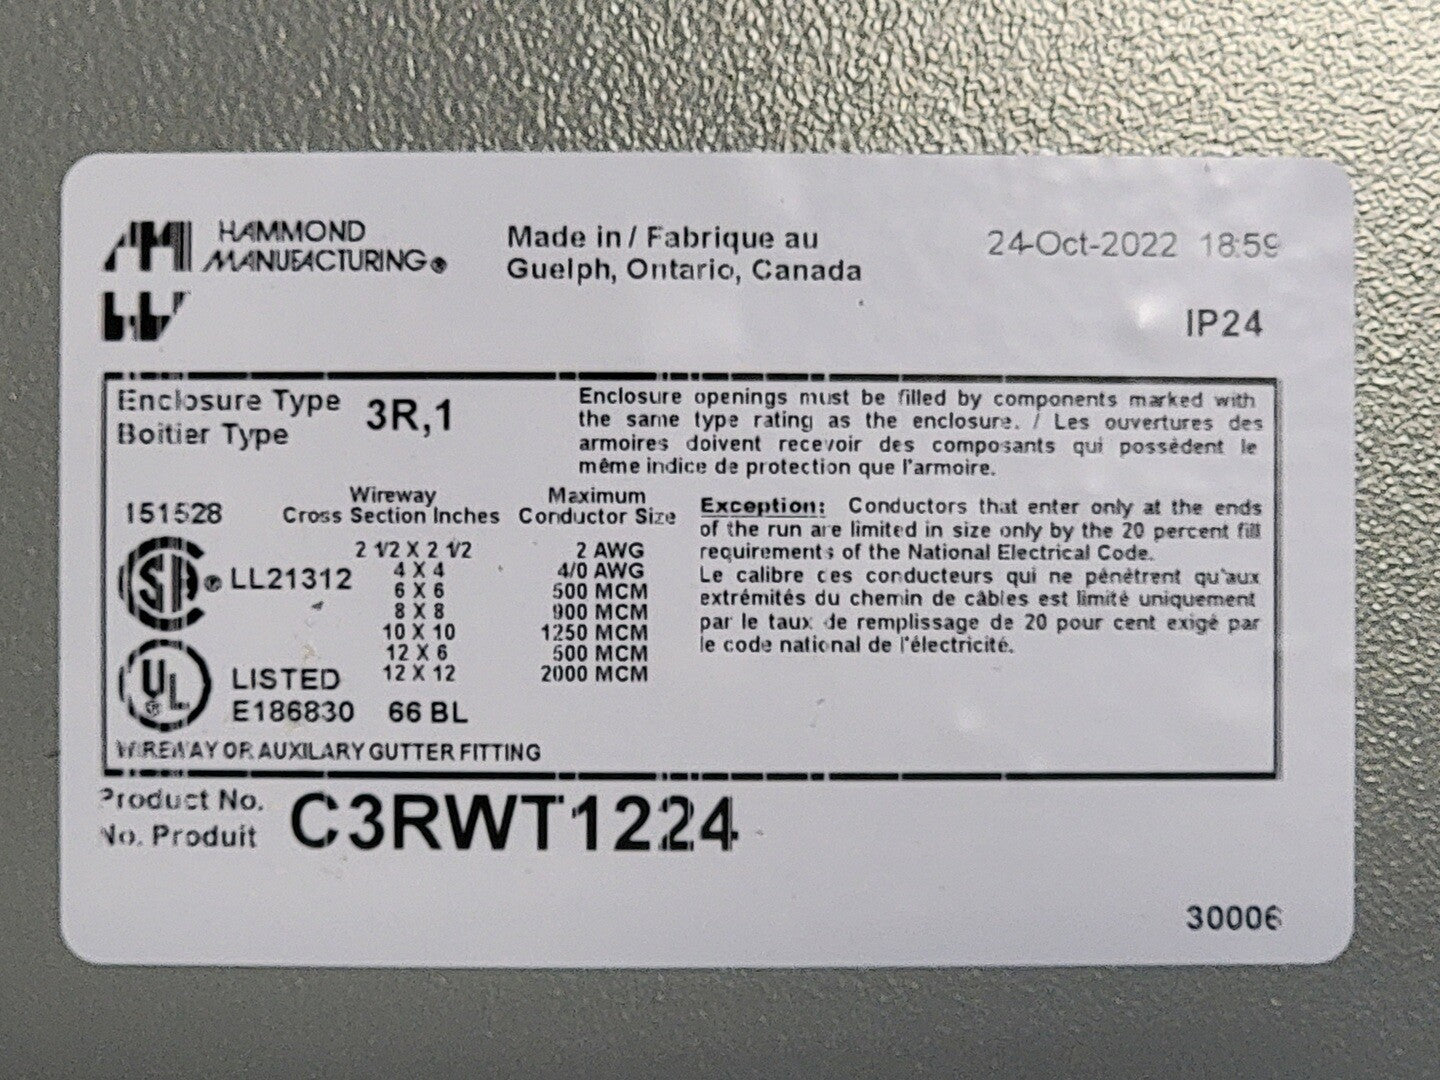 HAMMOND
MANUFACTURING®
Made in / Fabrique au
Guelph, Ontario, Canada
24-Oct-2022 18:59
IP24
Enclosure Type
Boitier Type
3R,1
Enclosure openings must be filled by components marked with
the same type rating as the enclosure. / Les ouvertures des
armoires doivent recevoir des composants qui possèdent le
même indice de protection que l'armoire.
151528
Wireway
Cross Section Inches
Maximum
Conductor Size
2 1/2 X 2 1/2 2 AWG
4 X 4 4/0 AWG
6 X 6 500 MCM
8 X 8 900 MCM
10 X 10 1250 MCM
12 X 6 500 MCM
12 X 12 2000 MCM
SA® LL21312
UL®
LISTED
E186830 66 BL
WIREWAY OR AUXILARY GUTTER FITTING
Exception: Conductors that enter only at the ends
of the run are limited in size only by the 20 percent fill
requirements of the National Electrical Code.
Le calibre des conducteurs qui ne pénètrent qu'aux
extrémités du chemin de câbles est limité uniquement
par le taux de remplissage de 20 pour cent exigé par
le code national de l'électricité.
Product No.
No. Produit
C3RWT1224
30006